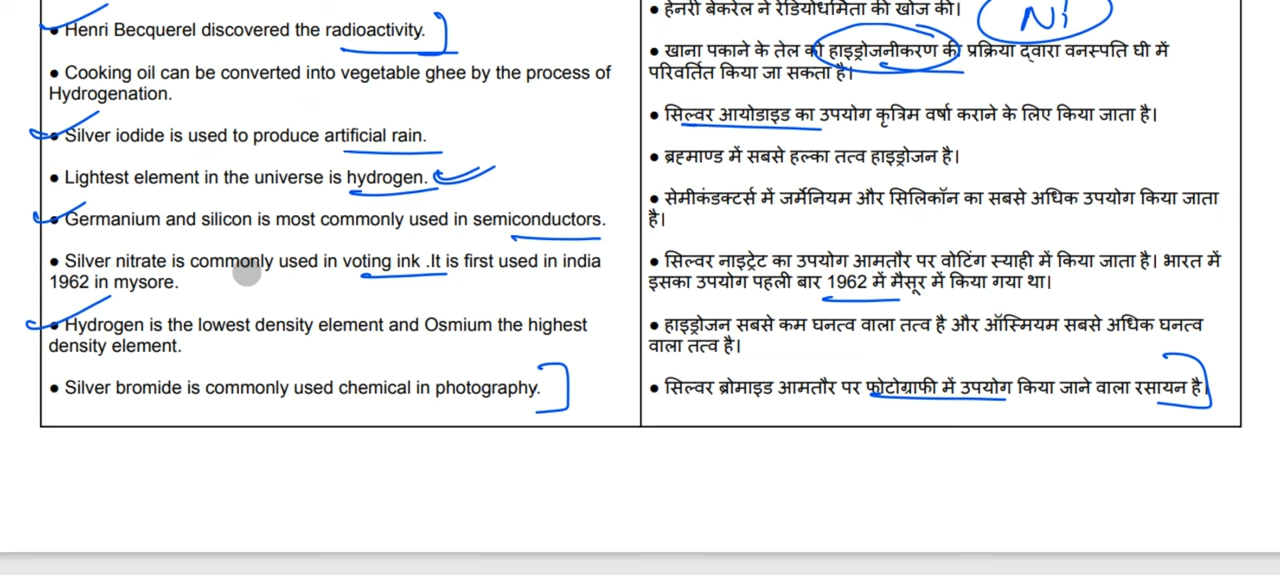 • Henri Becquerel discovered the radioactivity.
• Cooking oil can be converted into vegetable ghee by the process of
Hydrogenation.
• Silver iodide is used to produce artificial rain.
• Lightest element in the universe is hydrogen.
• Germanium and silicon is most commonly used in semiconductors.
• Silver nitrate is commonly used in voting ink .It is first used in india
1962 in mysore.
• Hydrogen is the lowest density element and Osmium the highest
density element.
• Silver bromide is commonly used chemical in photography.
• हेनरी बेकरेल ने रेडियोधर्मिता की खोज की।
Ni
• खाना पकाने के तेल को हाइड्रोजनीकरण की प्रक्रिया द्वारा वनस्पति घी में
परिवर्तित किया जा सकता है।
• सिल्वर आयोडाइड का उपयोग कृत्रिम वर्षा कराने के लिए किया जाता है।
• ब्रह्माण्ड में सबसे हल्का तत्व हाइड्रोजन है।
• सेमीकंडक्टर्स में जर्मेनियम और सिलिकॉन का सबसे अधिक उपयोग किया जाता
है।
• सिल्वर नाइट्रेट का उपयोग आमतौर पर वोटिंग स्याही में किया जाता है। भारत में
इसका उपयोग पहली बार 1962 में मैसूर में किया गया था।
• हाइड्रोजन सबसे कम घनत्व वाला तत्व है और ऑस्मियम सबसे अधिक घनत्व
वाला तत्व है।
• सिल्वर ब्रोमाइड आमतौर पर फोटोग्राफी में उपयोग किया जाने वाला रसायन है।